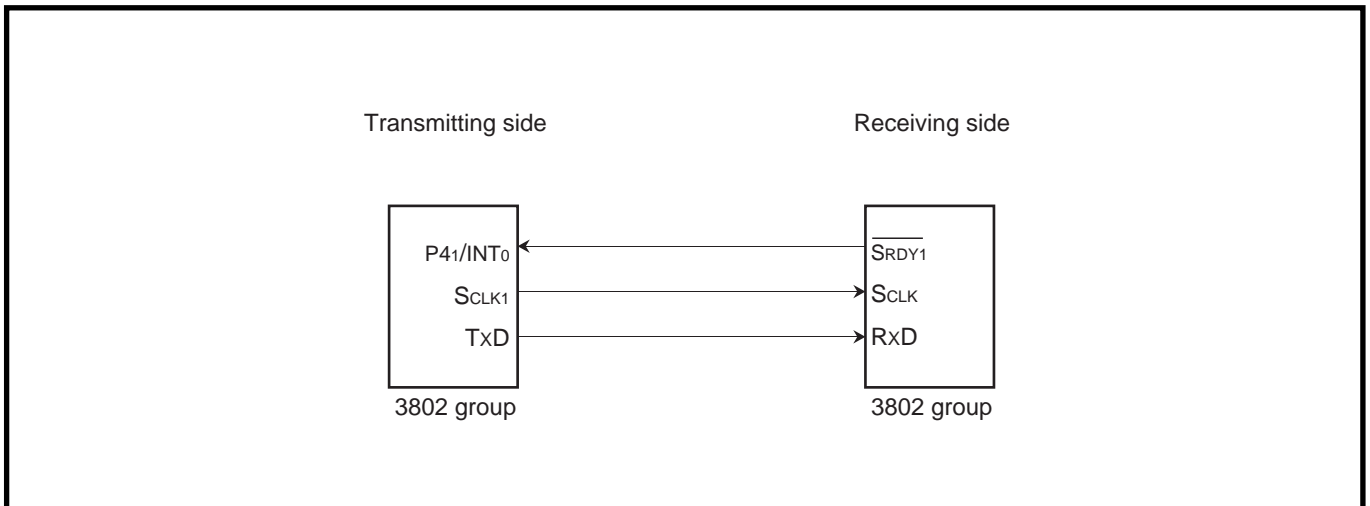 Transmitting side
Receiving side
P41/INT0
SCLK1
TXD
SRDY1
SCLK
RXD
3802 group
3802 group